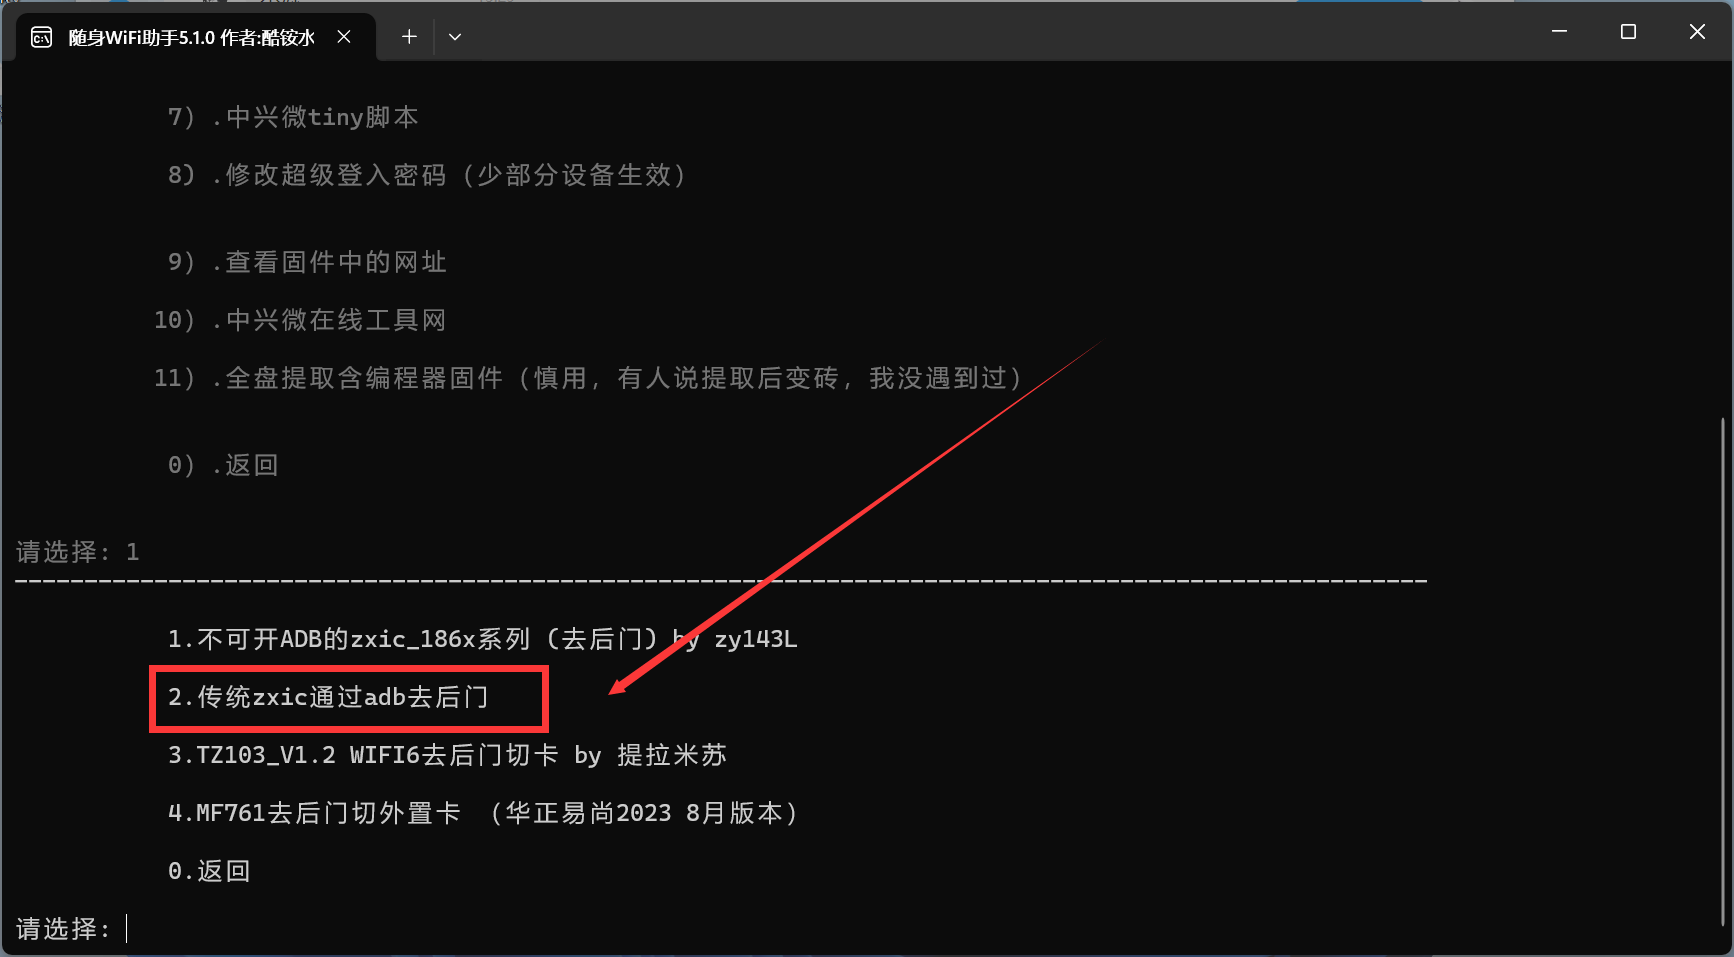 随身WiFi助手5.1.0 作者:酷铵水
7) .中兴微tiny脚本
8) .修改超级登入密码（少部分设备生效）
9) .查看固件中的网址
10) .中兴微在线工具网
11) .全盘提取含编程器固件（慎用，有人说提取后变砖，我没遇到过）
0) .返回
请选择: 1
-----------------------------------------------------------------------------------------------------
1.不可开ADB的zxic_186x系列（去后门）by zy143L
2.传统zxic通过adb去后门
3.TZ103_V1.2 WIFI6去后门切卡 by 提拉米苏
4.MF761去后门切外置卡 （华正易尚2023 8月版本）
0.返回
请选择: